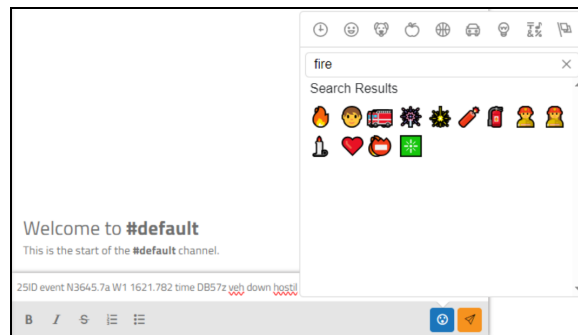 fire
Search Results
Welcome to #default
This is the start of the #default channel.
25ID event N3645.7a W1 1621.782 time DB57z veh down hostil
B I S